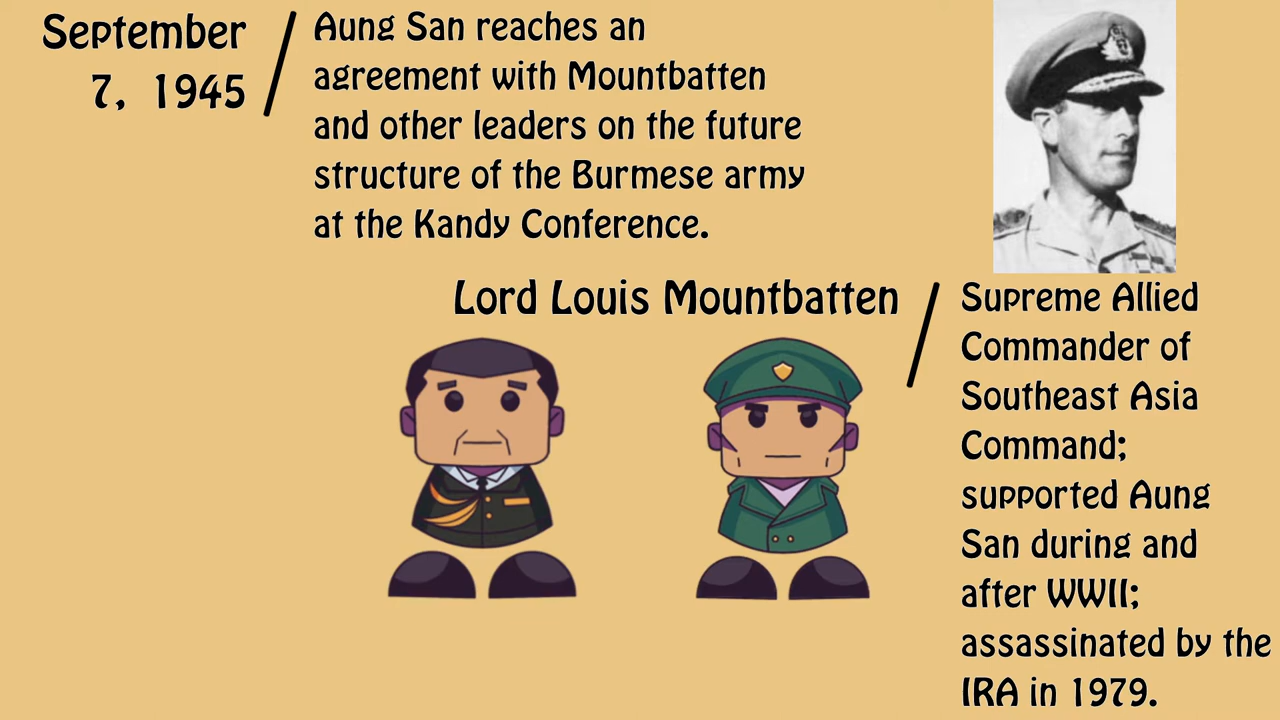 September
7, 1945
Aung San reaches an
agreement with Mountbatten
and other leaders on the future
structure of the Burmese army
at the Kandy Conference.
Lord Louis Mountbatten
Supreme Allied
Commander of
Southeast Asia
Command;
supported Aung
San during and
after WWII;
assassinated by the
IRA in 1979.